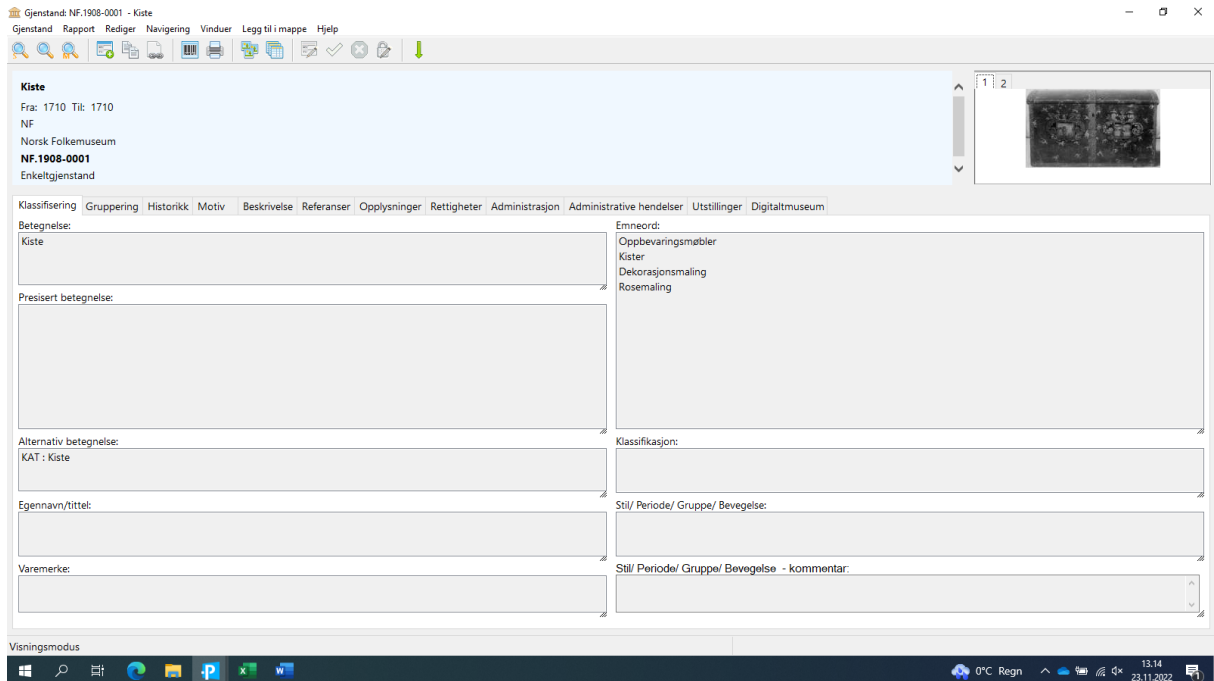 Gjenstand: NF.1908-0001 - Kiste
Gjenstand Rapport Rediger Navigering Vinduer Legg til i mappe Hjelp
Kiste
Fra: 1710 Til: 1710
NF
Norsk Folkemuseum
NF.1908-0001
Enkeltgjenstand
1 2
Klassifisering Gruppering Historikk Motiv Beskrivelse Referanser Opplysninger Rettigheter Administrasjon Administrative hendelser Utstillinger Digitaltmuseum
Betegnelse:
Kiste
Presisert betegnelse:
Alternativ betegnelse:
KAT : Kiste
Egennavn/tittel:
Varemerke:
Emneord:
Oppbevaringsmøbler
Kister
Dekorasjonsmaling
Rosemaling
Klassifikasjon:
Stil/ Periode/ Gruppe/ Bevegelse:
Stil/ Periode/ Gruppe/ Bevegelse - kommentar:
Visningsmodus
0°C Regn
13.14
23.11.2022